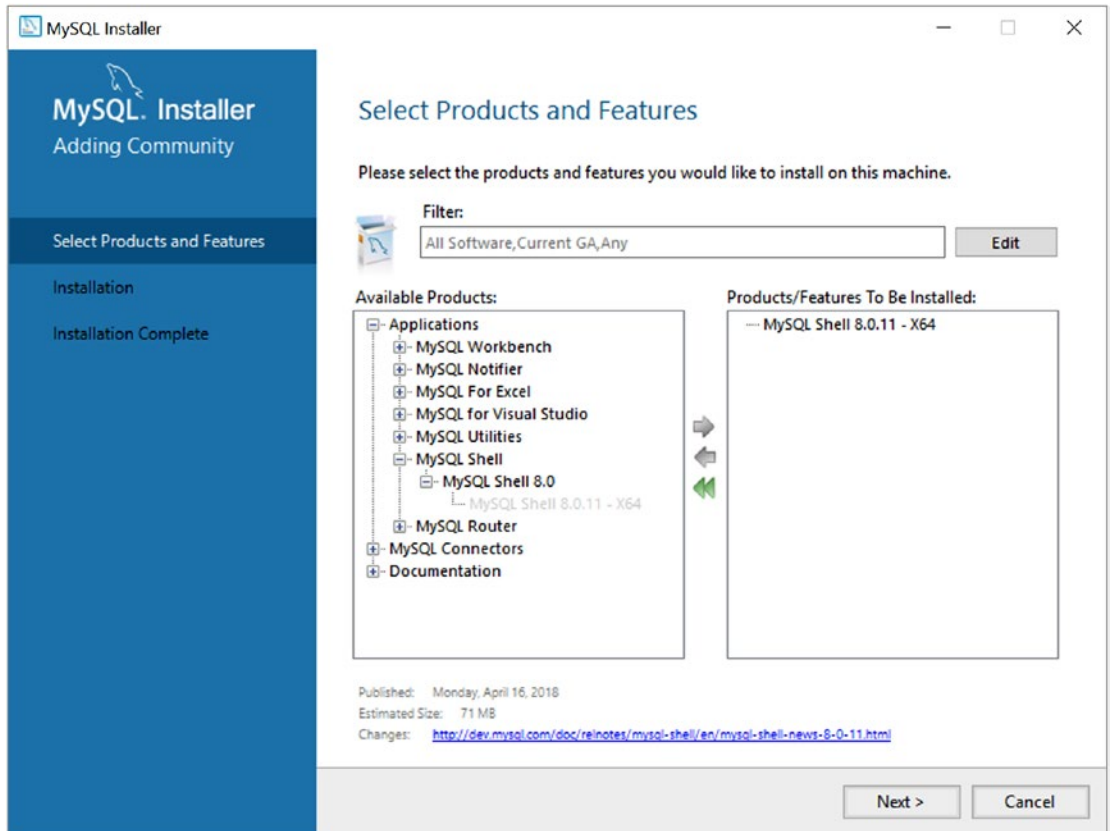 MySQL Installer
MySQL. Installer
Adding Community
Select Products and Features
Installation
Installation Complete
Select Products and Features
Please select the products and features you would like to install on this machine.
Filter:
All Software,Current GA,Any
Edit
Available Products:
Applications
MySQL Workbench
MySQL Notifier
MySQL For Excel
MySQL for Visual Studio
MySQL Utilities
MySQL Shell
MySQL Shell 8.0
MySQL Shell 8.0.11 - X64
MySQL Router
MySQL Connectors
Documentation
Products/Features To Be Installed:
MySQL Shell 8.0.11 - X64
Published: Monday, April 16, 2018
Estimated Size: 71 MB
Changes: http://dev.mysql.com/doc/relnotes/mysql-shell/en/mysql-shell-news-8-0-11.html
Next >
Cancel